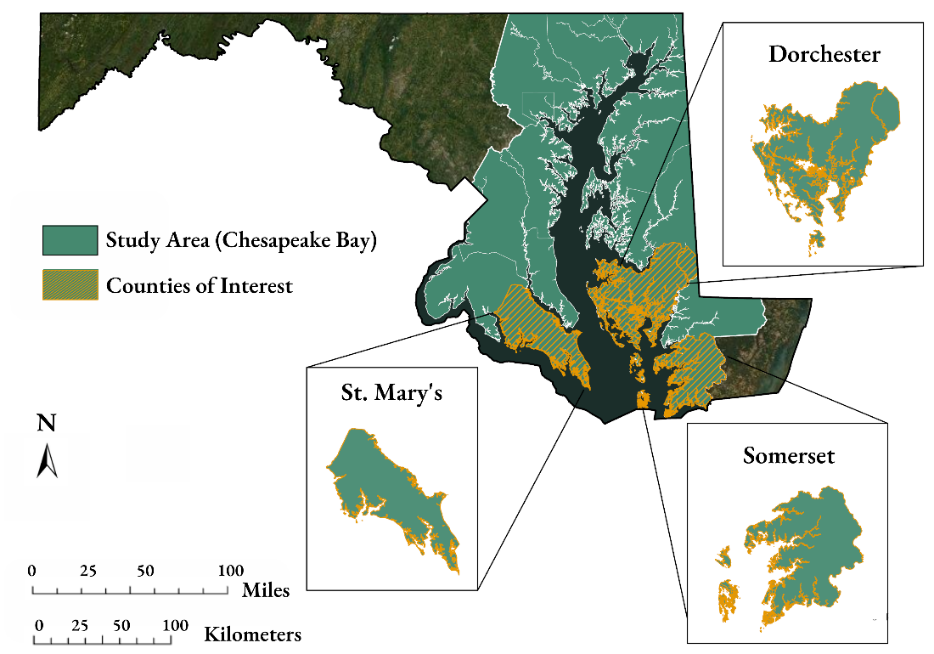 Dorchester
Study Area (Chesapeake Bay)
Counties of Interest
St. Mary's
N
Somerset
0 25 50 100
Miles
0 25 50 100
Kilometers